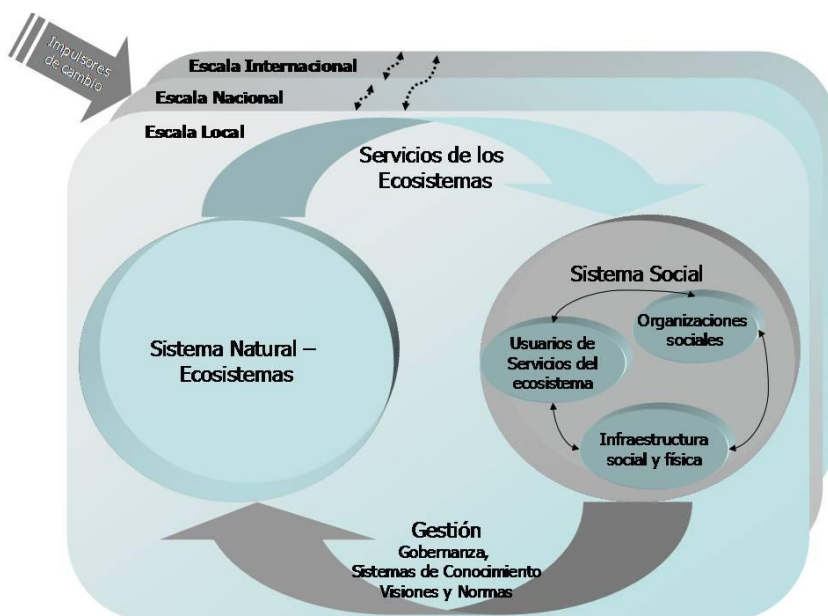 Impulsores
de cambio
Escala Internacional
Escala Nacional
Escala Local
Servicios de los
Ecosistemas
Sistema Natural –
Ecosistemas
Sistema Social
Organizaciones
sociales
Usuarios de
Servicios del
ecosistema
Infraestructura
social y física
Gestión
Gobernanza,
Sistemas de Conocimiento
Visiones y Normas